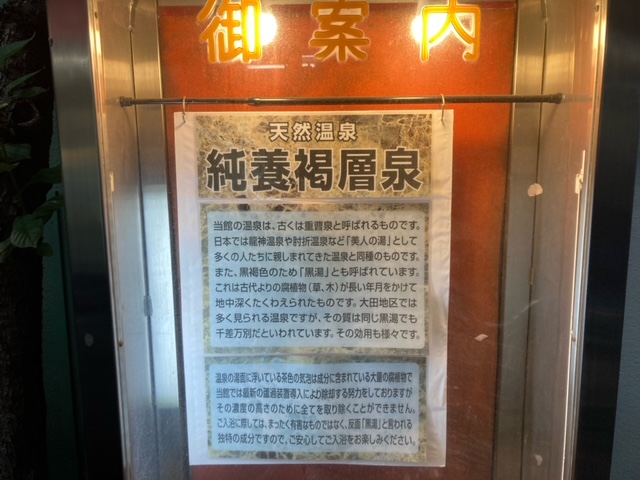 御案内
天然温泉
純養褐層泉
当館の温泉は、古くは重曹泉と呼ばれるものです。
日本では龍神温泉や肘折温泉など「美人の湯」として
多くの人たちに親しまれてきた温泉と同種のものです。
また、黒褐色のため「黒湯」とも呼ばれています。
これは古代よりの腐植物(草、木)が長い年月をかけて
地中深くたくわえられたものです。大田地区では
多く見られる温泉ですが、その質は同じ黒湯でも
千差万別だといわれています。その効用も様々です。
温泉の湯面に浮いている茶色の気泡は成分に含まれている大量の腐植物で
当館では最新の濾過装置導入により除却する努力をしておりますが
その濃度の高さのために全てを取り除くことができません。
ご入浴に際しては、まったく有害なものではなく、反面「黒湯」と言われる
独特の成分ですので、ご安心してご入浴をお楽しみください。